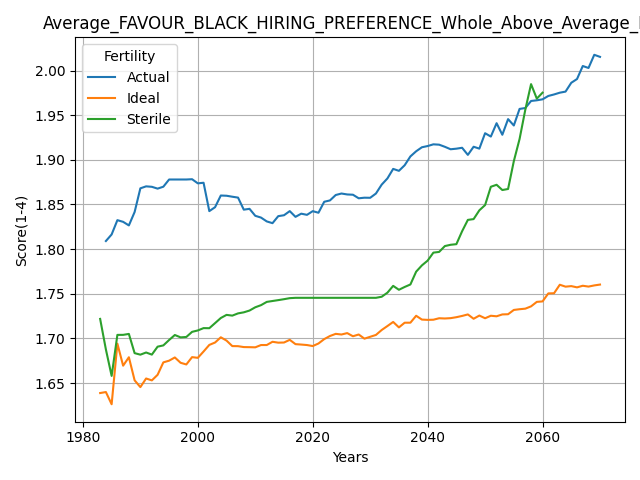 Average_FAVOUR_BLACK_HIRING_PREFERENCE_Whole_Above_Average_
Fertility
Actual
Ideal
Sterile
Score(1-4)
2.00
1.95
1.90
1.85
1.80
1.75
1.70
1.65
1980
2000
2020
2040
2060
Years